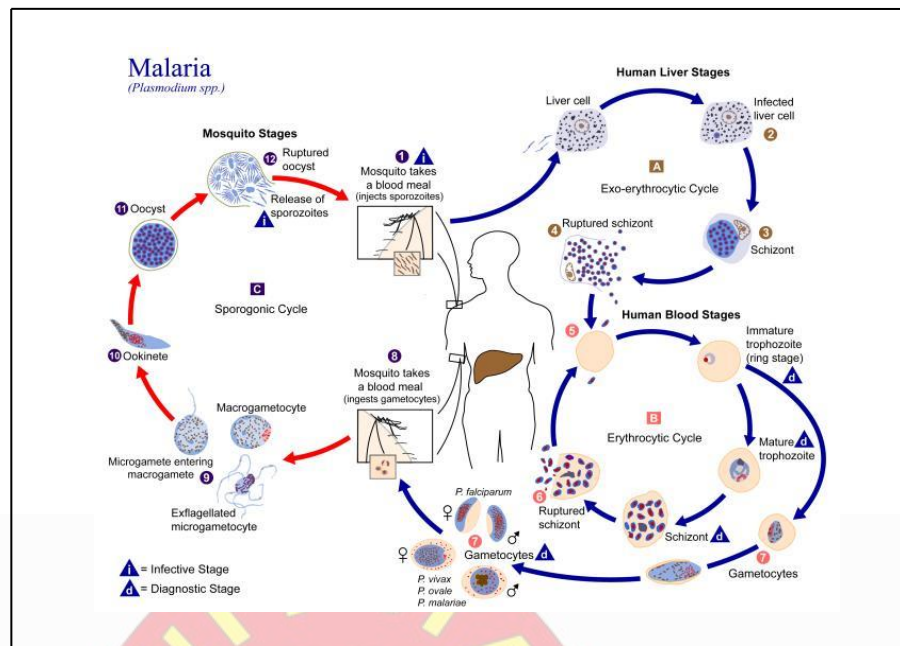 Malaria
(Plasmodium spp.)
Human Liver Stages
Liver cell
Infected
liver cell
2
A
Exo-erythrocytic Cycle
Mosquito Stages
12 Ruptured
oocyst
Release of
sporozoites
i
11 Oocyst
1 i
Mosquito takes
a blood meal
(injects sporozoites)
4 Ruptured schizont
3
Schizont
C
Sporogonic Cycle
Human Blood Stages
5
Immature
trophozoite
(ring stage)
d
10 Ookinete
8
Mosquito takes
a blood meal
(ingests gametocytes)
B
Erythrocytic Cycle
Mature d
trophozoite
Macrogametocyte
Microgamete entering
macrogamete 9
Exflagellated
microgametocyte
6
Ruptured
schizont
Schizont d
P. falciparum
♀
7
♂
Gametocytes d
♀
P. vivax
P. ovale
P. malariae
♂
7
Gametocytes
i = Infective Stage
d = Diagnostic Stage